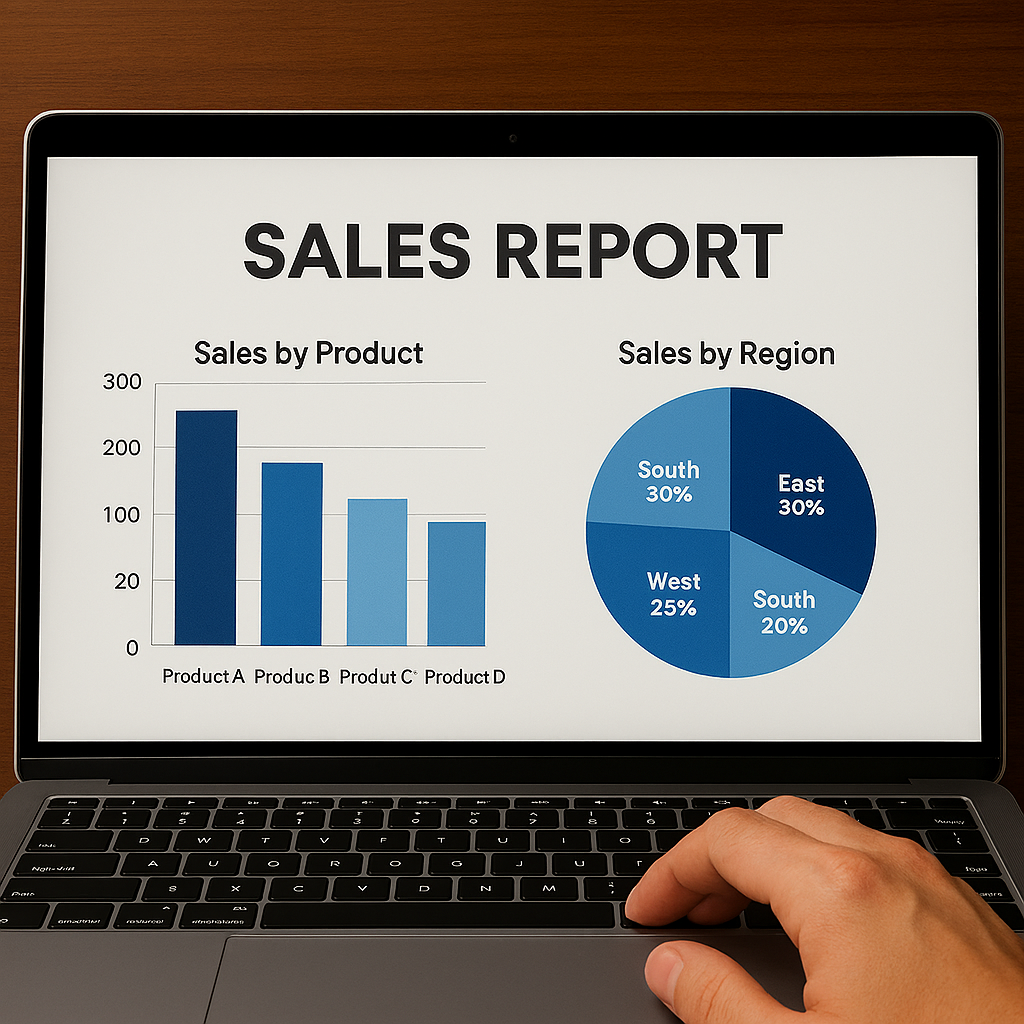 SALES REPORT
Sales by Product
300
200
100
20
0
Product A Produc B Produt C Product D
Sales by Region
South
30%
East
30%
West
25%
South
20%
D W T V F T U I O
A U O R O G J U
S X C V D N M